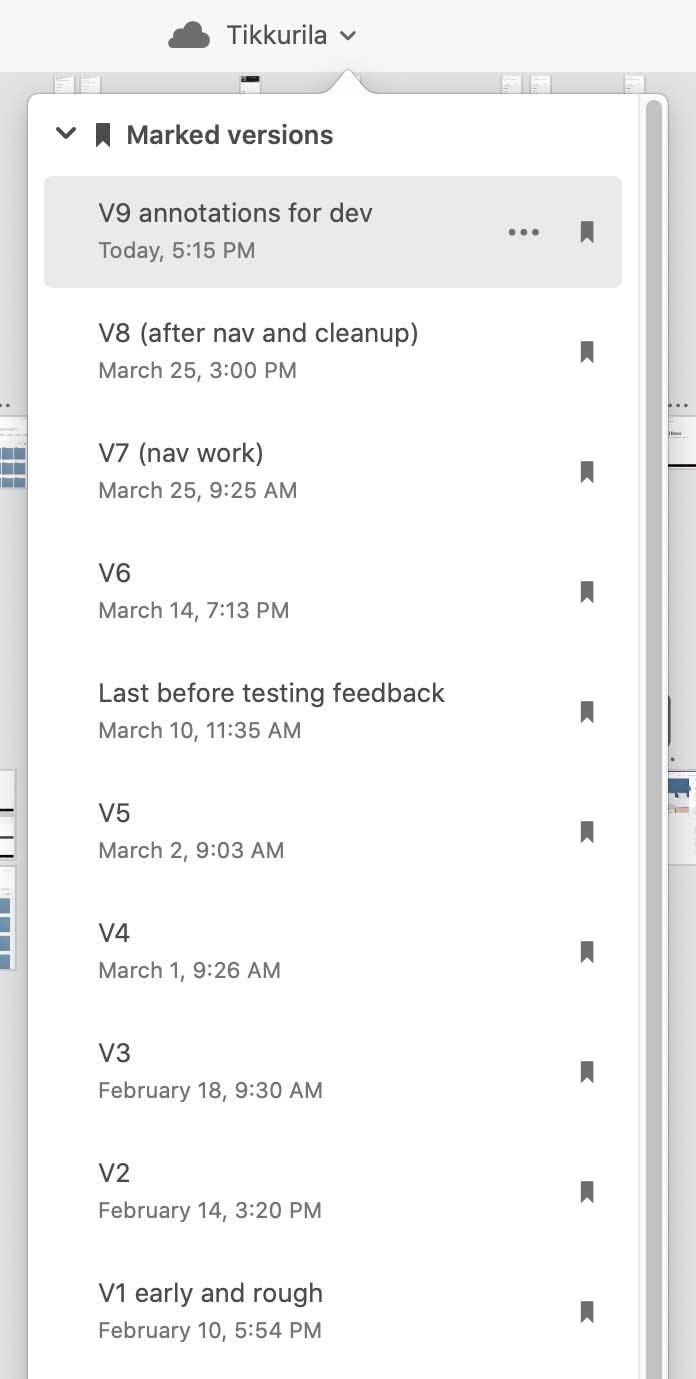 Tikkurila
Marked versions
V9 annotations for dev
Today, 5:15 PM
V8 (after nav and cleanup)
March 25, 3:00 PM
V7 (nav work)
March 25, 9:25 AM
V6
March 14, 7:13 PM
Last before testing feedback
March 10, 11:35 AM
V5
March 2, 9:03 AM
V4
March 1, 9:26 AM
V3
February 18, 9:30 AM
V2
February 14, 3:20 PM
V1 early and rough
February 10, 5:54 PM